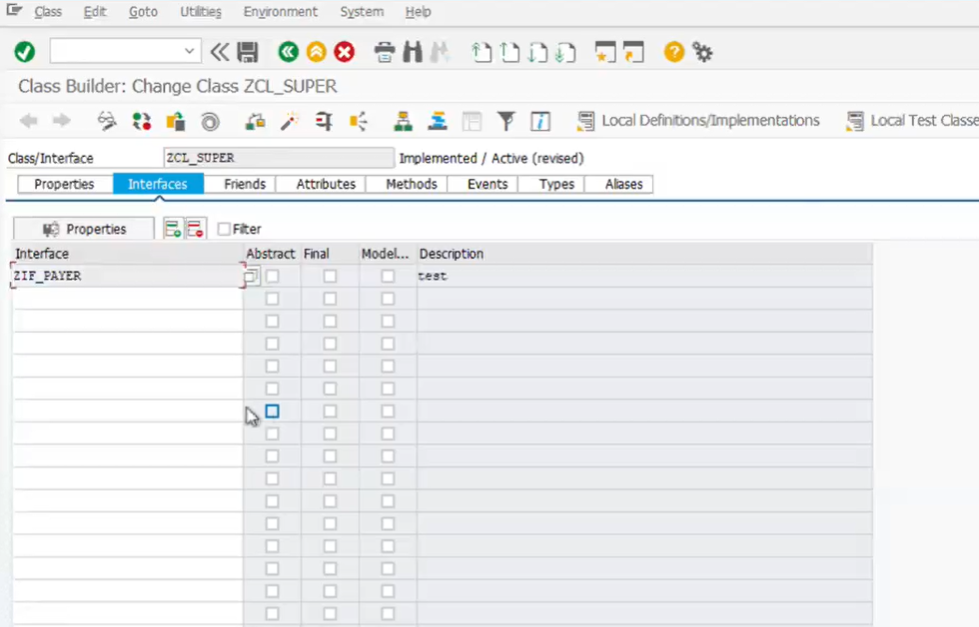 Class Edit Goto Utilities Environment System Help
Class Builder: Change Class ZCL_SUPER
Local Definitions/Implementations Local Test Classe
Class/Interface ZCL_SUPER Implemented / Active (revised)
Properties Interfaces Friends Attributes Methods Events Types Aliases
Properties Filter
Interface Abstract Final Model... Description
ZIF_PAYER test